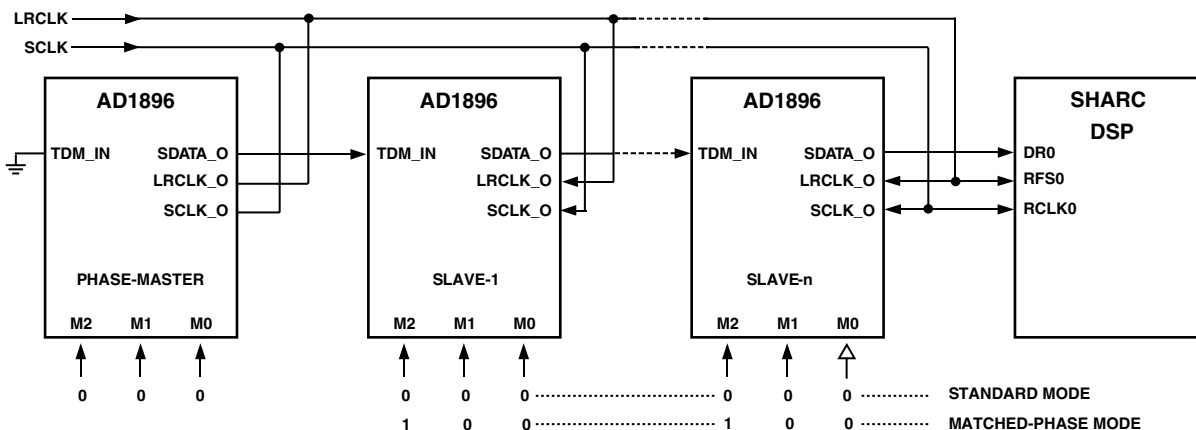 LRCLK
SCLK
AD1896 AD1896 AD1896 SHARC
DSP
TDM_IN SDATA_O TDM_IN SDATA_O TDM_IN SDATA_O DR0
LRCLK_O LRCLK_O LRCLK_O RFS0
SCLK_O SCLK_O SCLK_O RCLK0
PHASE-MASTER SLAVE-1 SLAVE-n
M2 M1 M0 M2 M1 M0 M2 M1 M0
0 0 0 0 0 0 0 0 0 STANDARD MODE
1 0 0 1 0 0 MATCHED-PHASE MODE